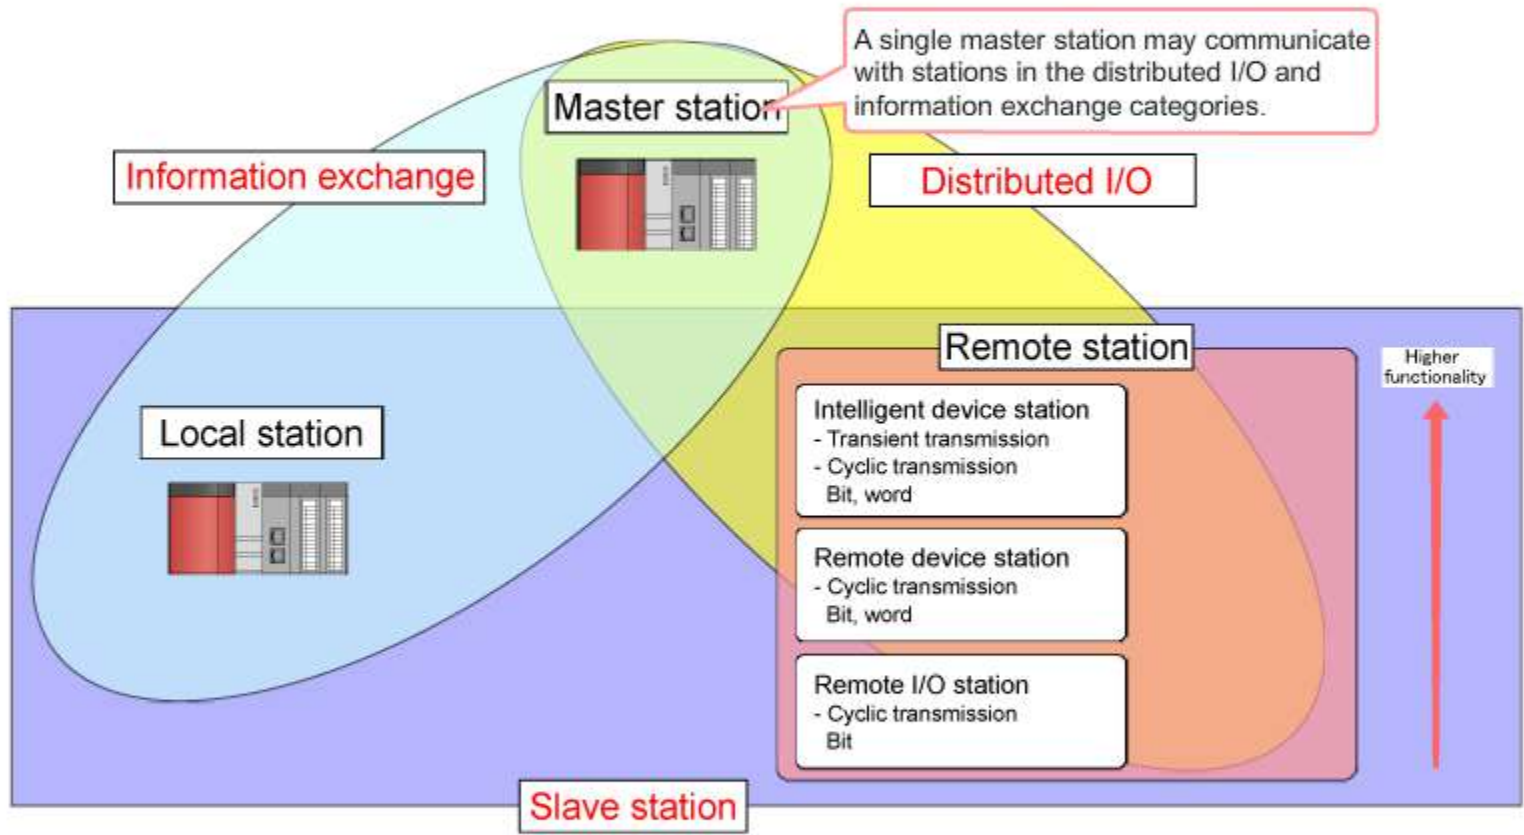 A single master station may communicate
with stations in the distributed I/O and
information exchange categories.
Master station
Information exchange
Distributed I/O
Remote station
Higher
functionality
Local station
Intelligent device station
- Transient transmission
- Cyclic transmission
Bit, word
Remote device station
- Cyclic transmission
Bit, word
Remote I/O station
- Cyclic transmission
Bit
Slave station